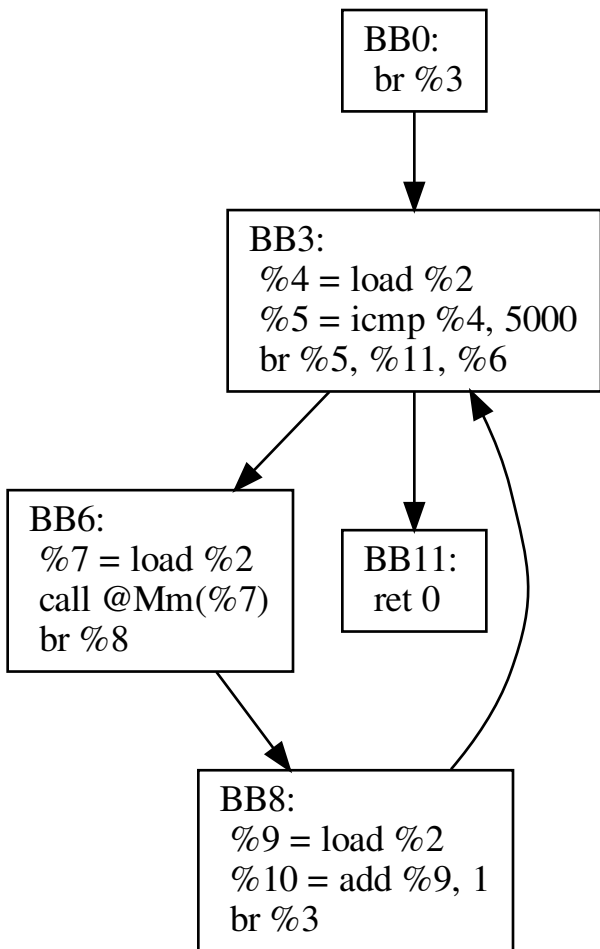 BB0:
br %3
BB3:
%4 = load %2
%5 = icmp %4, 5000
br %5, %11, %6
BB6:
%7 = load %2
call @Mm(%7)
br %8
BB11:
ret 0
BB8:
%9 = load %2
%10 = add %9, 1
br %3